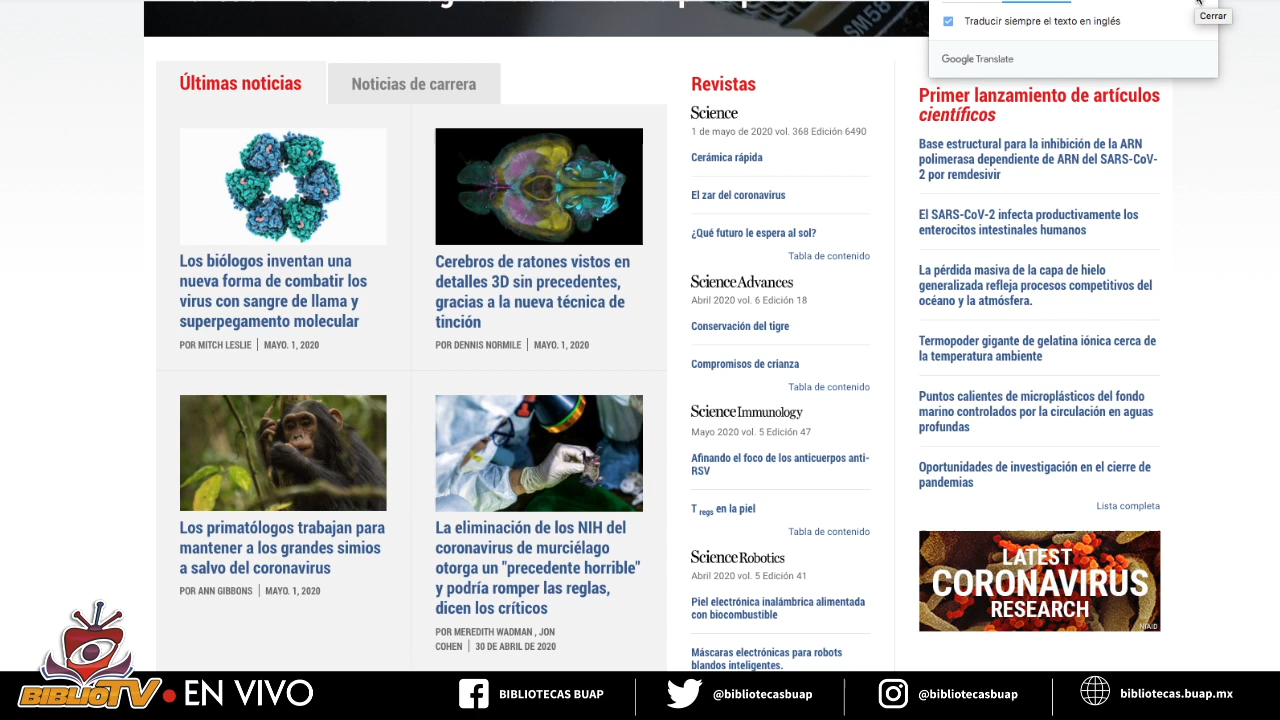 SM58
Traducir siempre el texto en inglés
Cerrar
Google Translate
Últimas noticias
Noticias de carrera
Los biólogos inventan una
nueva forma de combatir los
virus con sangre de llama y
superpegamento molecular
POR MITCH LESLIE | MAYO. 1, 2020
Cerebros de ratones vistos en
detalles 3D sin precedentes,
gracias a la nueva técnica de
tinción
POR DENNIS NORMILE | MAYO. 1, 2020
Los primatólogos trabajan para
mantener a los grandes simios
a salvo del coronavirus
POR ANN GIBBONS | MAYO. 1, 2020
La eliminación de los NIH del
coronavirus de murciélago
otorga un "precedente horrible"
y podría romper las reglas,
dicen los críticos
POR MEREDITH WADMAN , JON
COHEN | 30 DE ABRIL DE 2020
Revistas
Science
1 de mayo de 2020 vol. 368 Edición 6490
Cerámica rápida
El zar del coronavirus
¿Qué futuro le espera al sol?
Tabla de contenido
Science Advances
Abril 2020 vol. 6 Edición 18
Conservación del tigre
Compromisos de crianza
Tabla de contenido
Science Immunology
Mayo 2020 vol. 5 Edición 47
Afinando el foco de los anticuerpos anti-
RSV
T regs en la piel
Tabla de contenido
Science Robotics
Abril 2020 vol. 5 Edición 41
Piel electrónica inalámbrica alimentada
con biocombustible
Máscaras electrónicas para robots
blandos inteligentes.
Primer lanzamiento de artículos
científicos
Base estructural para la inhibición de la ARN
polimerasa dependiente de ARN del SARS-CoV-
2 por remdesivir
El SARS-CoV-2 infecta productivamente los
enterocitos intestinales humanos
La pérdida masiva de la capa de hielo
generalizada refleja procesos competitivos del
océano y la atmósfera.
Termopoder gigante de gelatina iónica cerca de
la temperatura ambiente
Puntos calientes de microplásticos del fondo
marino controlados por la circulación en aguas
profundas
Oportunidades de investigación en el cierre de
pandemias
Lista completa
LATEST
CORONAVIRUS
RESEARCH
NIAID
BIBLIOTV
EN VIVO
BIBLIOTECAS BUAP
@bibliotecasbuap
@bibliotecasbuap
bibliotecas.buap.mx